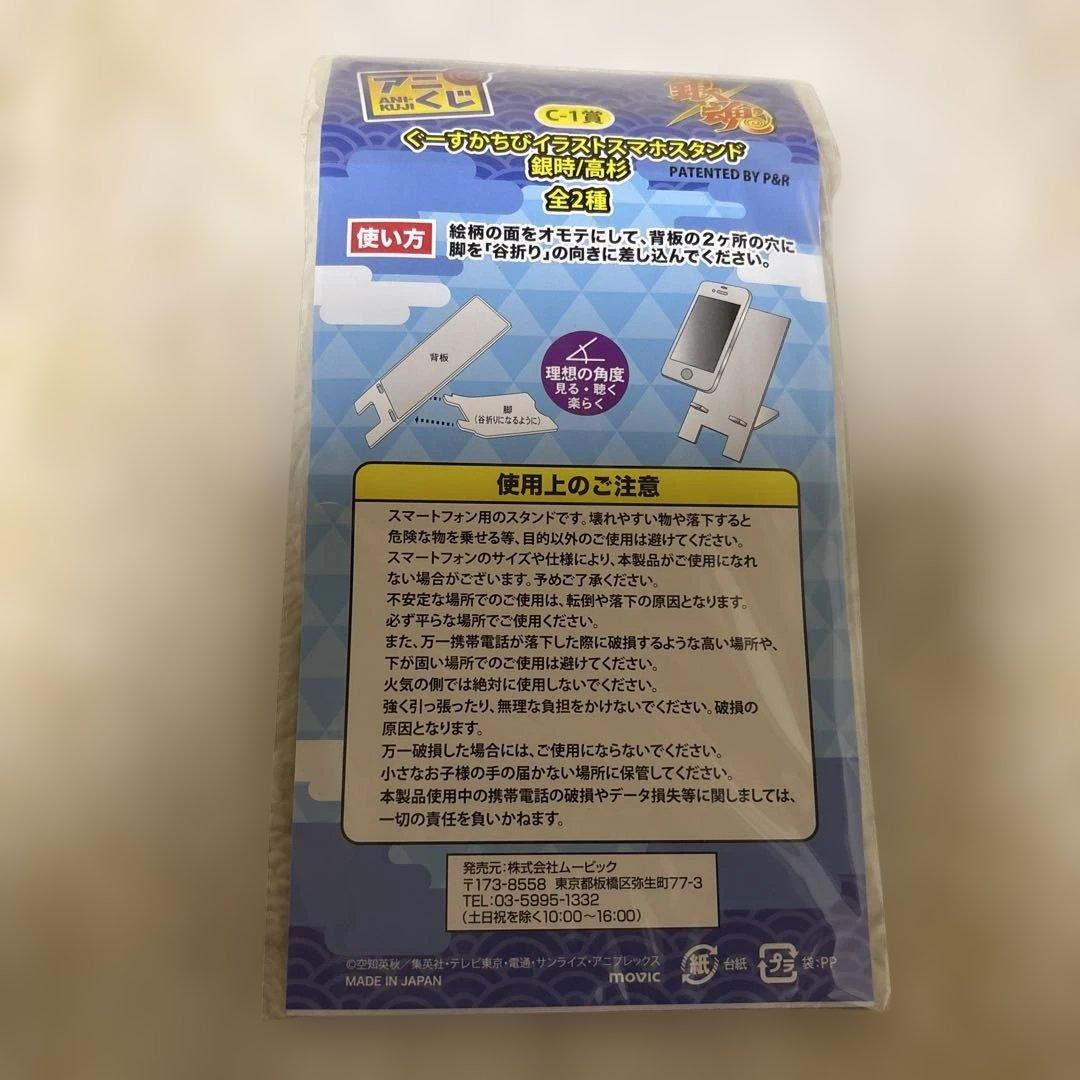 アニくじ
ANI-KUJI
銀魂
C-1賞
ぐーすかちびイラストスマホスタンド
銀時/高杉
PATENTED BY P&R
全2種
使い方
絵柄の面をオモテにして、背板の2ヶ所の穴に
脚を「谷折り」の向きに差し込んでください。
背板
脚
(谷折りになるように)
理想の角度
見る・聴く
楽らく
使用上のご注意
スマートフォン用のスタンドです。壊れやすい物や落下すると
危険な物を乗せる等、目的以外のご使用は避けてください。
スマートフォンのサイズや仕様により、本製品がご使用になれ
ない場合がございます。予めご了承ください。
不安定な場所でのご使用は、転倒や落下の原因となります。
必ず平らな場所でご使用ください。
また、万一携帯電話が落下した際に破損するような高い場所や、
下が固い場所でのご使用は避けてください。
火気の側では絶対に使用しないでください。
強く引っ張ったり、無理な負担をかけないでください。破損の
原因となります。
万一破損した場合には、ご使用にならないでください。
小さなお子様の手の届かない場所に保管してください。
本製品使用中の携帯電話の破損やデータ損失等に関しましては、
一切の責任を負いかねます。
発売元:株式会社ムービック
〒173-8558 東京都板橋区弥生町77-3
TEL:03-5995-1332
(土日祝を除く10:00〜16:00)
©空知英秋/集英社・テレビ東京・電通・サンライズ・アニプレックス
MADE IN JAPAN
movic
紙 台紙
プラ 袋:PP